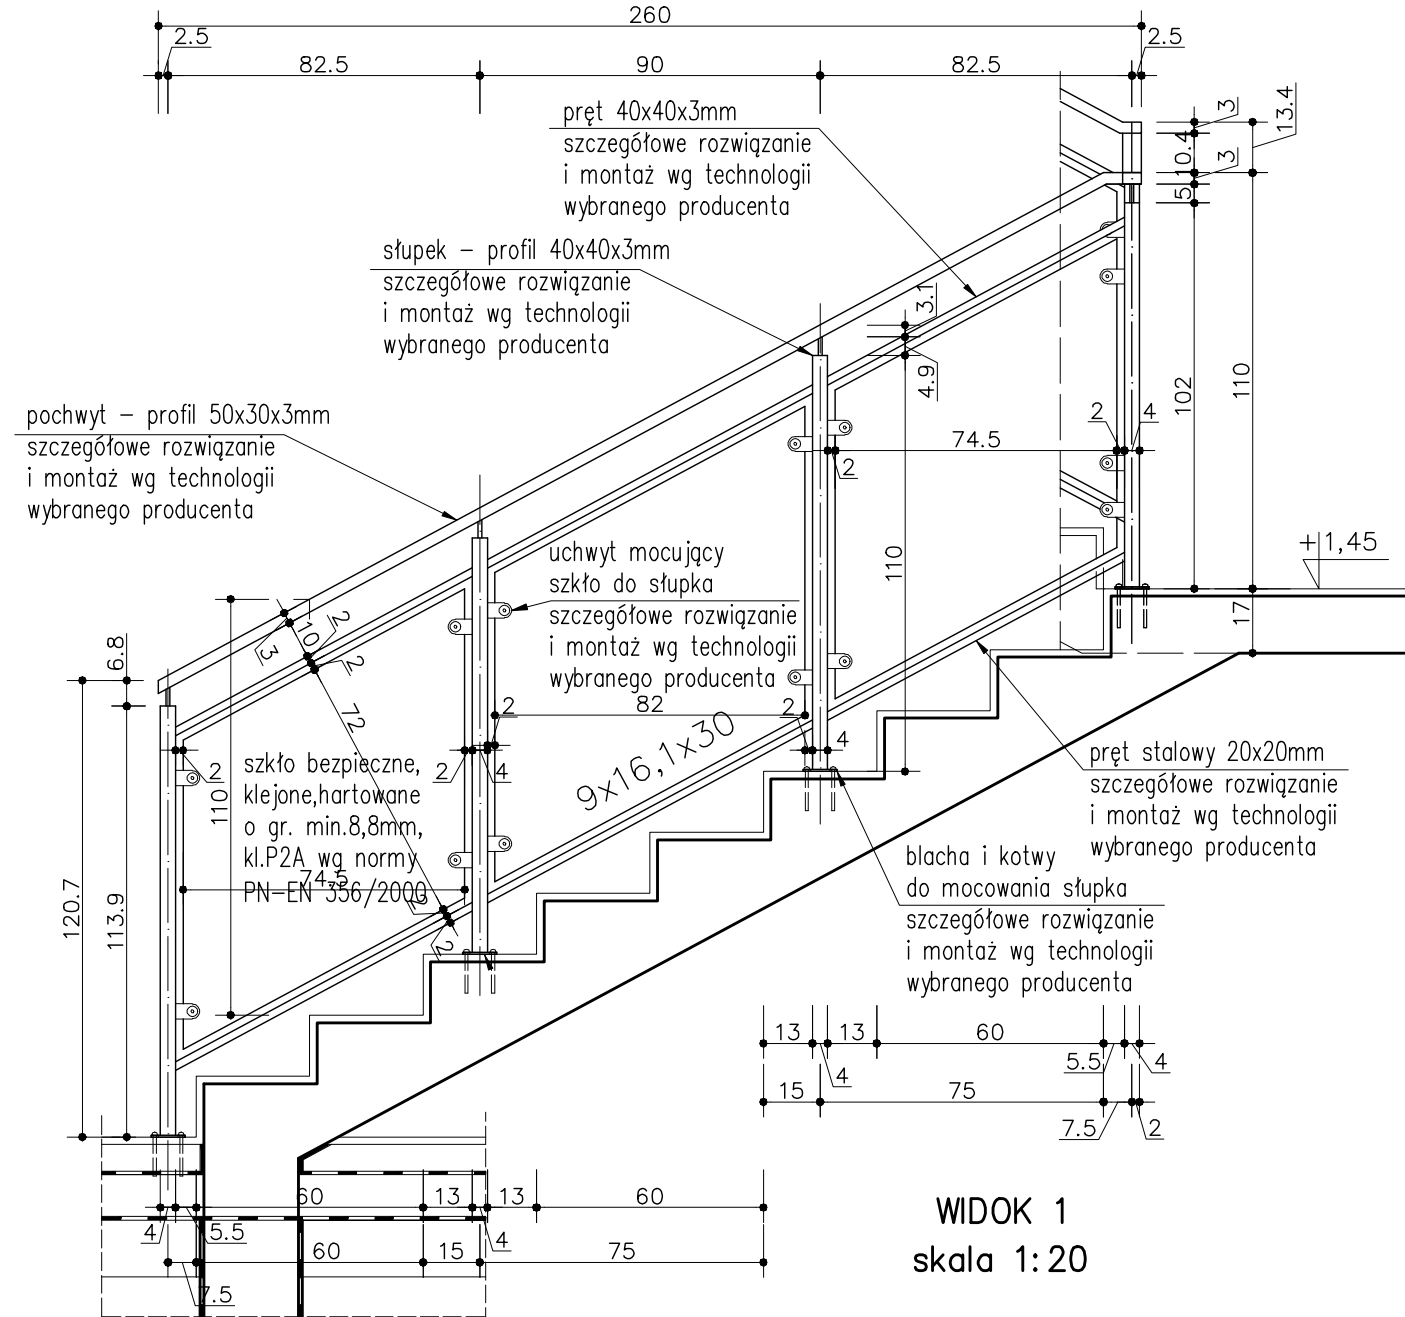 260
2.5
82.5
90
82.5
2.5
pręt 40x40x3mm
szczegółowe rozwiązanie
i montaż wg technologii
wybranego producenta
3
13.4
10.4
3
5
słupek – profil 40x40x3mm
szczegółowe rozwiązanie
i montaż wg technologii
wybranego producenta
3.1
4.9
102
110
pochwyt – profil 50x30x3mm
szczegółowe rozwiązanie
i montaż wg technologii
wybranego producenta
2
4
74.5
2
110
+1,45
17
uchwyt mocujący
szkło do słupka
szczegółowe rozwiązanie
i montaż wg technologii
wybranego producenta
6.8
2
10
3
2
72
82
2
2
4
2
4
2
9x16,1x30
110
szkło bezpieczne,
klejone,hartowane
o gr. min.8,8mm,
kl.P2A wg normy
PN-EN 356/2000
74.5
2
2
120.7
113.9
pręt stalowy 20x20mm
szczegółowe rozwiązanie
i montaż wg technologii
wybranego producenta
blacha i kotwy
do mocowania słupka
szczegółowe rozwiązanie
i montaż wg technologii
wybranego producenta
13
13
60
4
5.5
4
15
75
7.5
2
60
13
13
60
4
5.5
4
60
15
75
7.5
WIDOK 1
skala 1:20